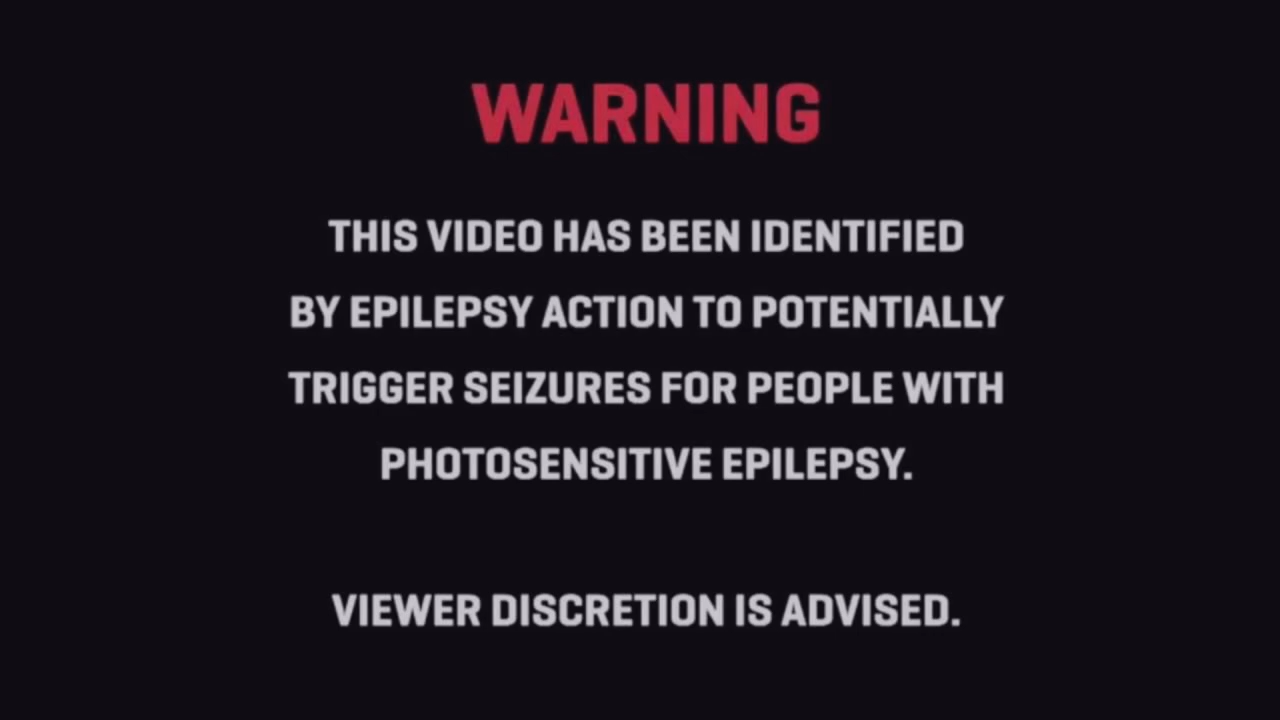 WARNING
THIS VIDEO HAS BEEN IDENTIFIED
BY EPILEPSY ACTION TO POTENTIALLY
TRIGGER SEIZURES FOR PEOPLE WITH
PHOTOSENSITIVE EPILEPSY.
VIEWER DISCRETION IS ADVISED.